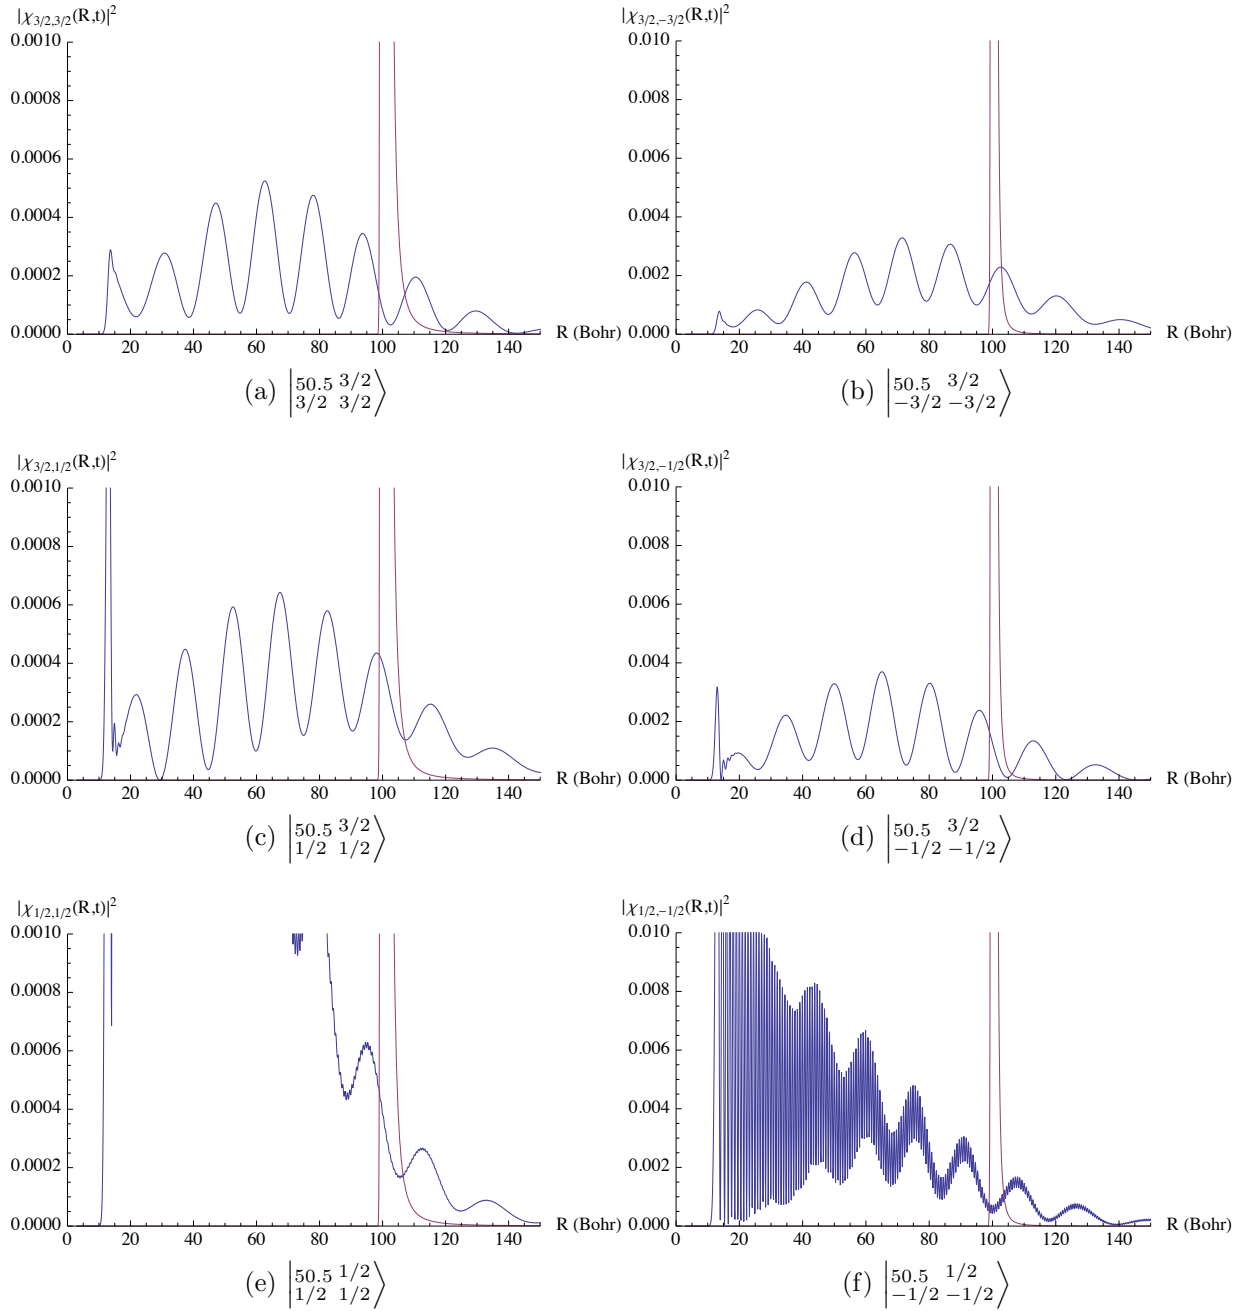 |χ3/2,3/2(R,t)|²
0.0010
0.0008
0.0006
0.0004
0.0002
0.0000
0 20 40 60 80 100 120 140
R (Bohr)
(a) |50.5 3/2
3/2 3/2⟩
|χ3/2,−3/2(R,t)|²
0.010
0.008
0.006
0.004
0.002
0.000
0 20 40 60 80 100 120 140
R (Bohr)
(b) |50.5 3/2
−3/2 −3/2⟩
|χ3/2,1/2(R,t)|²
0.0010
0.0008
0.0006
0.0004
0.0002
0.0000
0 20 40 60 80 100 120 140
R (Bohr)
(c) |50.5 3/2
1/2 1/2⟩
|χ3/2,−1/2(R,t)|²
0.010
0.008
0.006
0.004
0.002
0.000
0 20 40 60 80 100 120 140
R (Bohr)
(d) |50.5 3/2
−1/2 −1/2⟩
|χ1/2,1/2(R,t)|²
0.0010
0.0008
0.0006
0.0004
0.0002
0.0000
0 20 40 60 80 100 120 140
R (Bohr)
(e) |50.5 1/2
1/2 1/2⟩
|χ1/2,−1/2(R,t)|²
0.010
0.008
0.006
0.004
0.002
0.000
0 20 40 60 80 100 120 140
R (Bohr)
(f) |50.5 1/2
−1/2 −1/2⟩